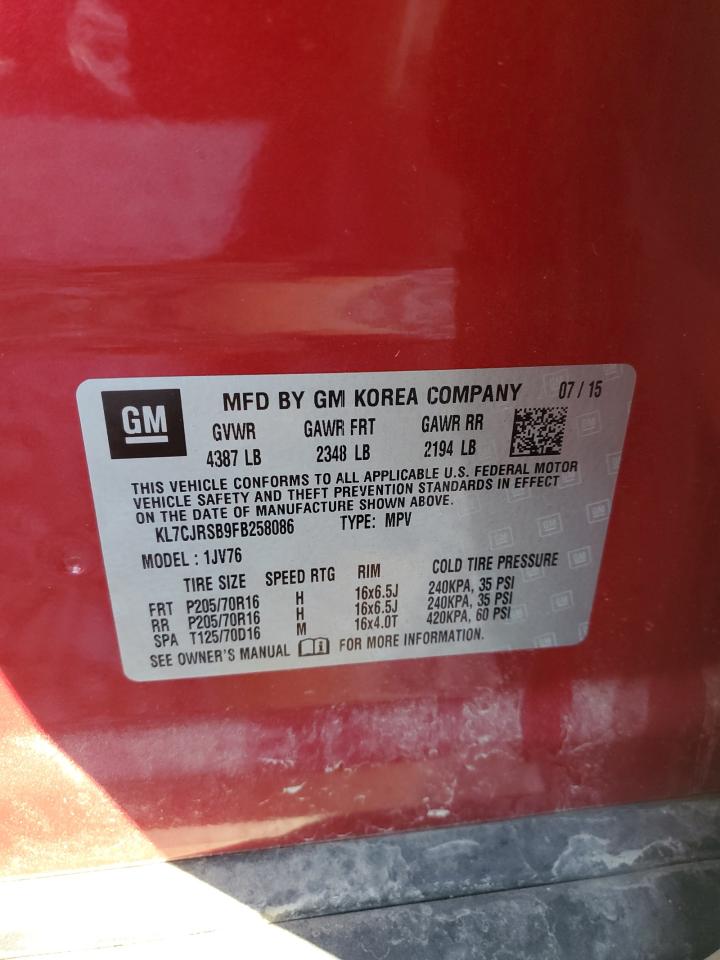 GM
MFD BY GM KOREA COMPANY 07 / 15
GVWR GAWR FRT GAWR RR
4387 LB 2348 LB 2194 LB
THIS VEHICLE CONFORMS TO ALL APPLICABLE U.S. FEDERAL MOTOR
VEHICLE SAFETY AND THEFT PREVENTION STANDARDS IN EFFECT
ON THE DATE OF MANUFACTURE SHOWN ABOVE.
KL7CJRSB9FB258086 TYPE: MPV
MODEL : 1JV76
TIRE SIZE SPEED RTG RIM COLD TIRE PRESSURE
FRT P205/70R16 H 16x6.5J 240KPA, 35 PSI
RR P205/70R16 H 16x6.5J 240KPA, 35 PSI
SPA T125/70D16 M 16x4.0T 420KPA, 60 PSI
SEE OWNER'S MANUAL FOR MORE INFORMATION.